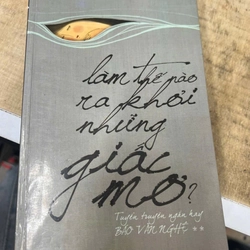 làm thế nào
ra khỏi
những
giấc
mơ?
Tuyển truyện ngắn hay
BÁO VĂN NGHỆ **